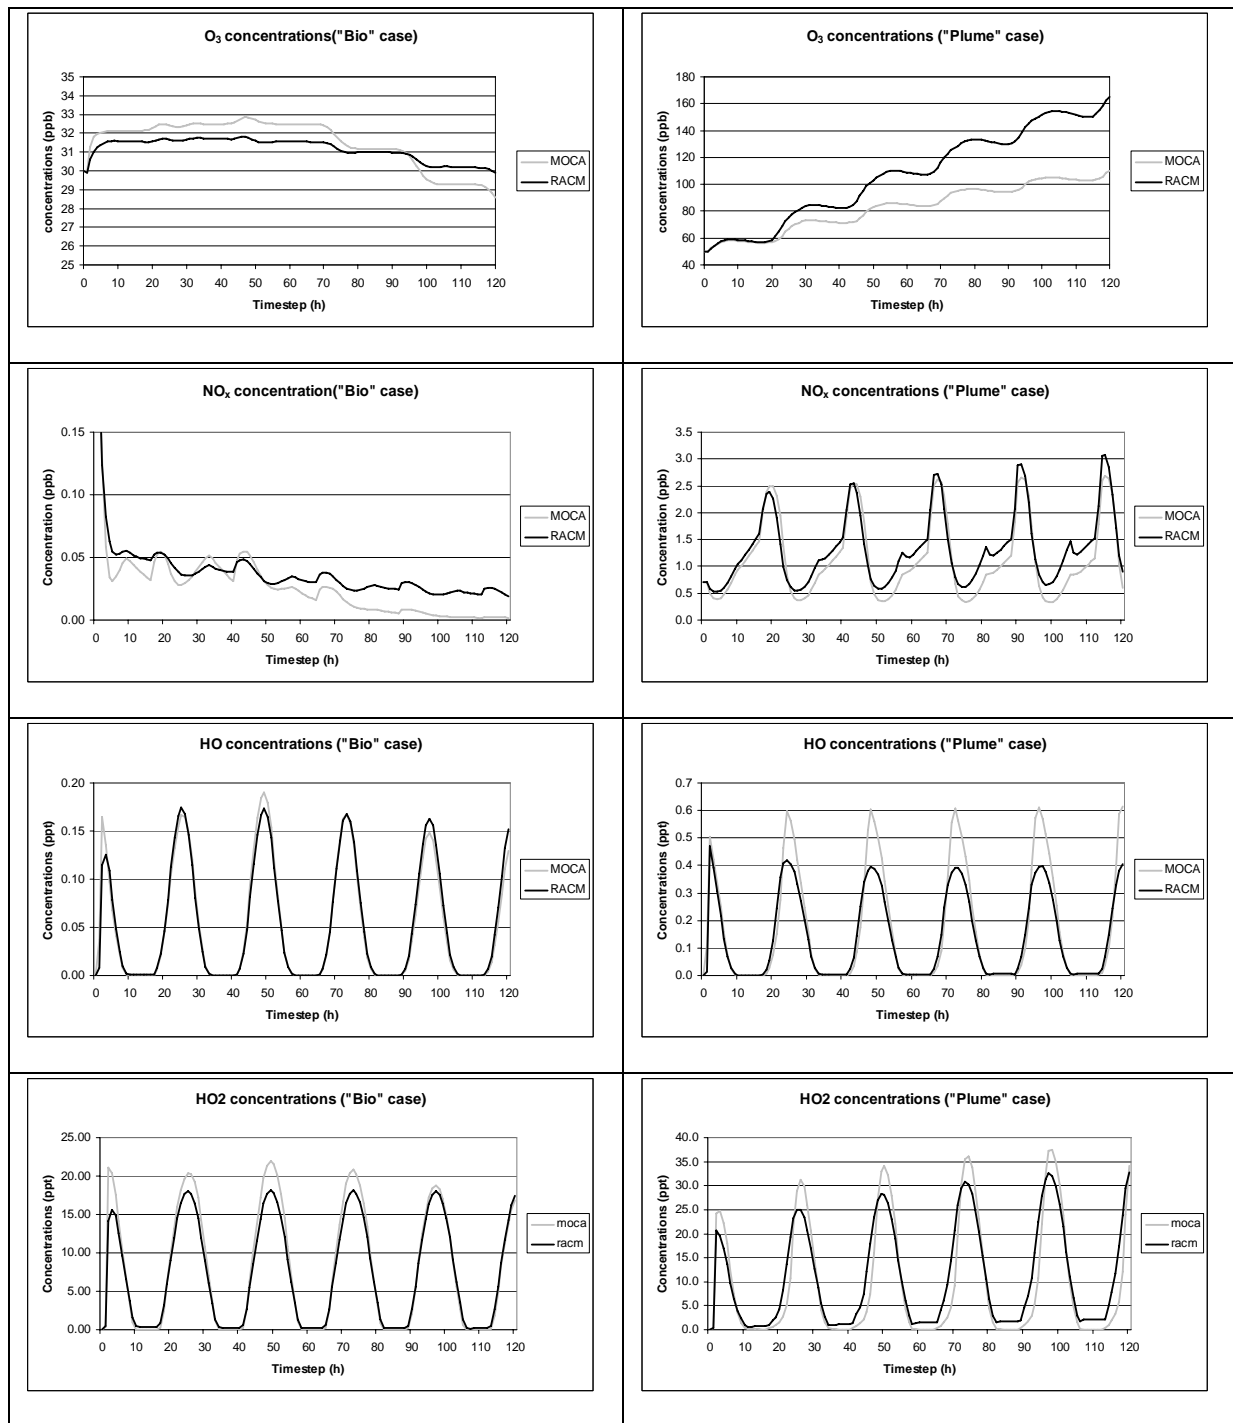 O₃ concentrations("Bio" case)
concentrations (ppb)
35
34
33
32
31
30
29
28
27
26
25
0 10 20 30 40 50 60 70 80 90 100 110 120
Timestep (h)
MOCA
RACM
O₃ concentrations ("Plume" case)
concentrations (ppb)
180
160
140
120
100
80
60
40
0 10 20 30 40 50 60 70 80 90 100 110 120
Timestep (h)
MOCA
RACM
NOₓ concentration("Bio" case)
Concentration (ppb)
0.15
0.10
0.05
0.00
0 10 20 30 40 50 60 70 80 90 100 110 120
Timestep (h)
MOCA
RACM
NOₓ concentrations ("Plume" case)
Concentration (ppb)
3.5
3.0
2.5
2.0
1.5
1.0
0.5
0.0
0 10 20 30 40 50 60 70 80 90 100 110 120
Timestep (h)
MOCA
RACM
HO concentrations ("Bio" case)
Concentrations (ppt)
0.20
0.15
0.10
0.05
0.00
0 10 20 30 40 50 60 70 80 90 100 110 120
Timestep (h)
MOCA
RACM
HO concentrations ("Plume" case)
Concentrations (ppt)
0.7
0.6
0.5
0.4
0.3
0.2
0.1
0.0
0 10 20 30 40 50 60 70 80 90 100 110 120
Timestep (h)
MOCA
RACM
HO2 concentrations ("Bio" case)
Concentrations (ppt)
25.00
20.00
15.00
10.00
5.00
0.00
0 10 20 30 40 50 60 70 80 90 100 110 120
Timestep (h)
moca
racm
HO2 concentrations ("Plume" case)
Concentrations (ppt)
40.0
35.0
30.0
25.0
20.0
15.0
10.0
5.0
0.0
0 10 20 30 40 50 60 70 80 90 100 110 120
Timestep (h)
moca
racm